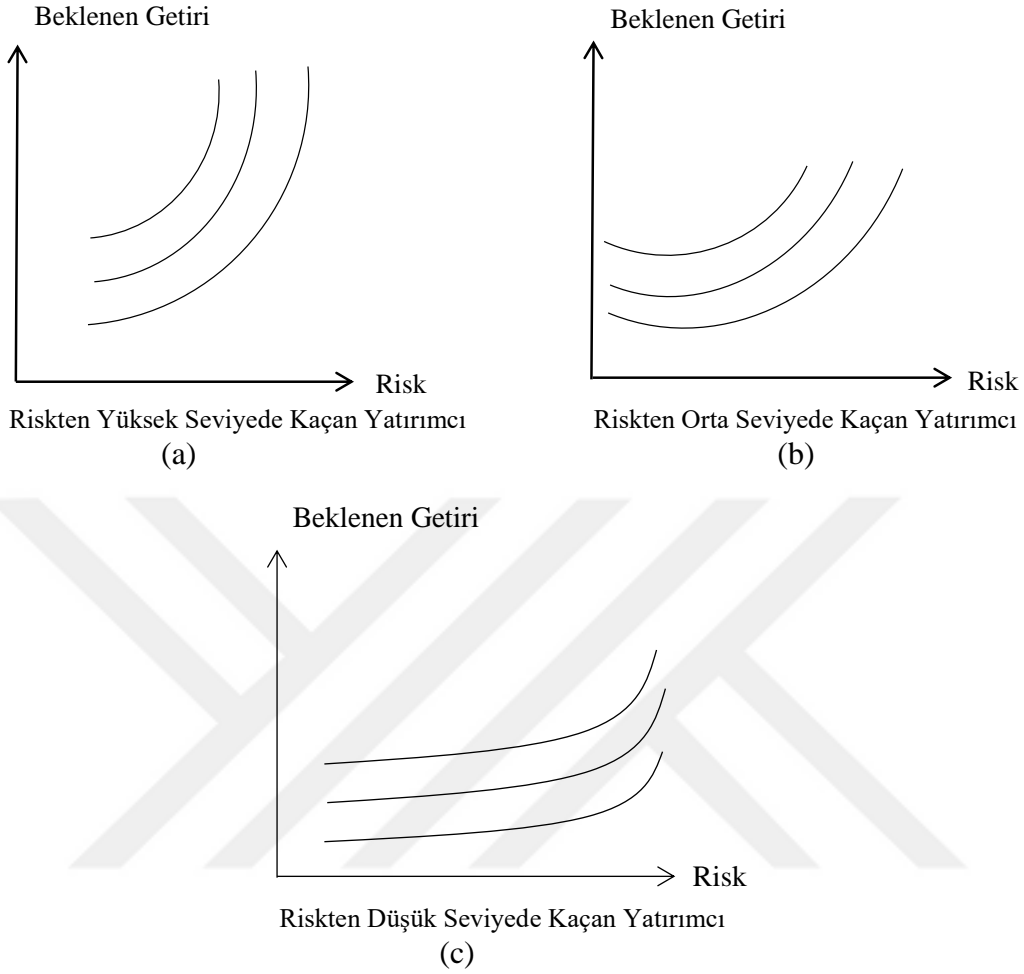 Beklenen Getiri
Risk
Riskten Yüksek Seviyede Kaçan Yatırımcı
(a)
Beklenen Getiri
Risk
Riskten Orta Seviyede Kaçan Yatırımcı
(b)
Beklenen Getiri
Risk
Riskten Düşük Seviyede Kaçan Yatırımcı
(c)